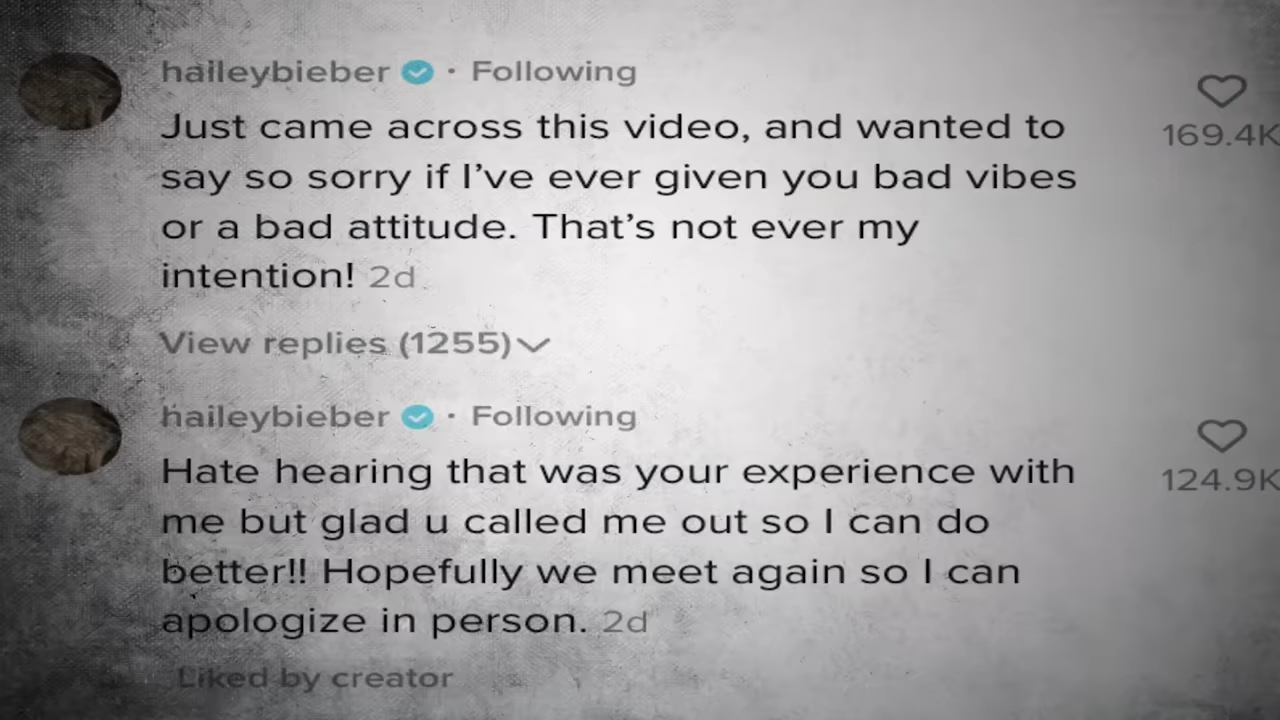 haileybieber · Following
Just came across this video, and wanted to
say so sorry if I've ever given you bad vibes
or a bad attitude. That's not ever my
intention! 2d
169.4K
View replies (1255)
haileybieber · Following
Hate hearing that was your experience with
me but glad u called me out so I can do
better!! Hopefully we meet again so I can
apologize in person. 2d
124.9K
Liked by creator